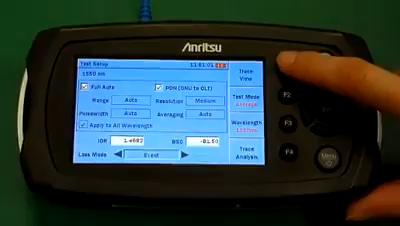 Anritsu
Test Setup 11:01:01
1550 nm
Full Auto PON (ONU to OLT)
Range Auto Resolution Medium
Pulsewidth Auto Averaging Auto
Apply to All Wavelength
IOR 1.4682 BSC -81.50
Loss Mode Event
Trace
View
Test Mode
Average
Wavelength
1550nm
Trace
Analysis
F2
F3
F4
Menu